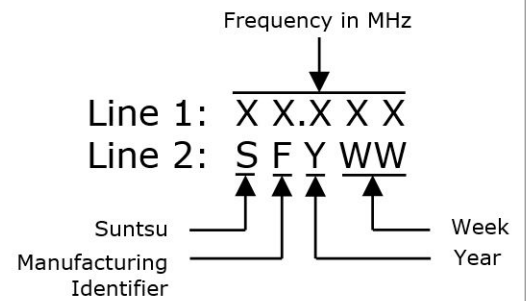 Frequency in MHz
Line 1: X X.X X X
Line 2: S F Y WW
Suntsu
Week
Manufacturing
Identifier
Year